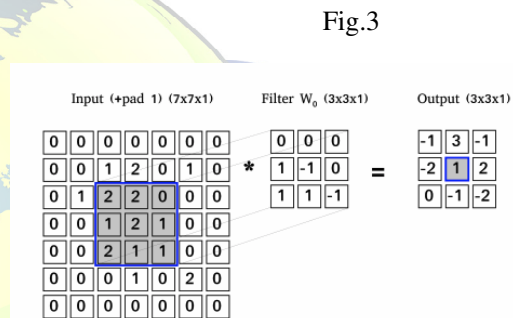 Fig.3
Input (+pad 1) (7x7x1) Filter W₀ (3x3x1) Output (3x3x1)
0 0 0 0 0 0 0
0 0 1 2 0 1 0
0 1 2 2 0 0 0
0 0 1 2 1 0 0
0 0 2 1 1 0 0
0 0 0 1 0 2 0
0 0 0 0 0 0 0
*
0 0 0
1 -1 0
1 1 -1
=
-1 3 -1
-2 1 2
0 -1 -2